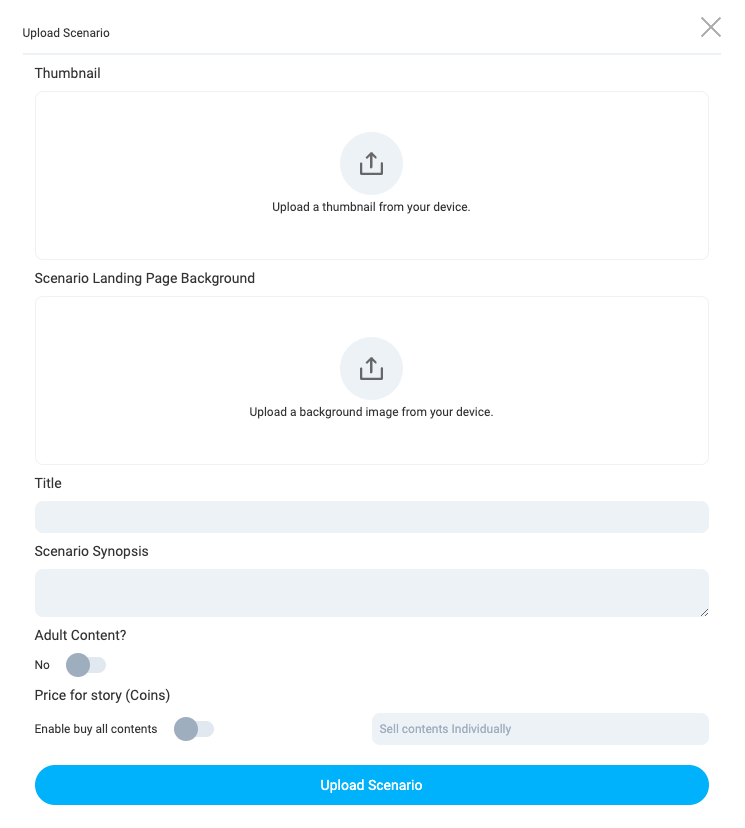 Upload Scenario
Thumbnail
Upload a thumbnail from your device.
Scenario Landing Page Background
Upload a background image from your device.
Title
Scenario Synopsis
Adult Content?
No
Price for story (Coins)
Enable buy all contents
Sell contents Individually
Upload Scenario